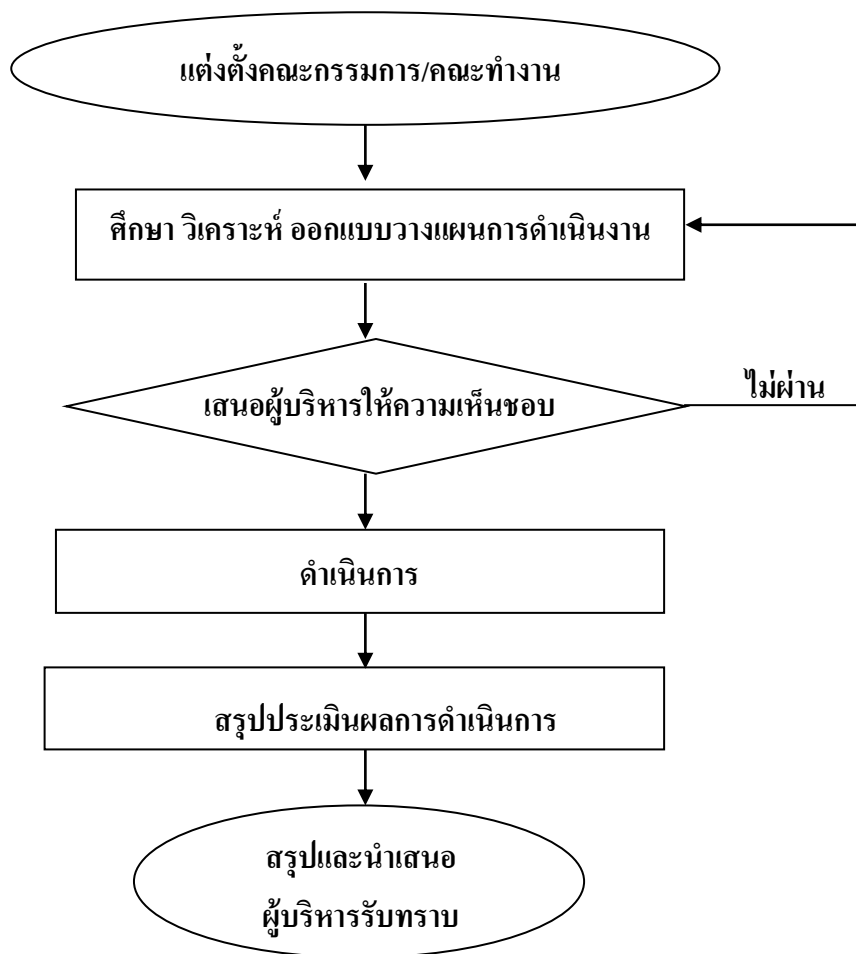 แต่งตั้งคณะกรรมการ/คณะทำงาน
ศึกษา วิเคราะห์ ออกแบบวางแผนการดำเนินงาน
เสนอผู้บริหารให้ความเห็นชอบ
ไม่ผ่าน
ดำเนินการ
สรุปประเมินผลการดำเนินการ
สรุปและนำเสนอ
ผู้บริหารรับทราบ